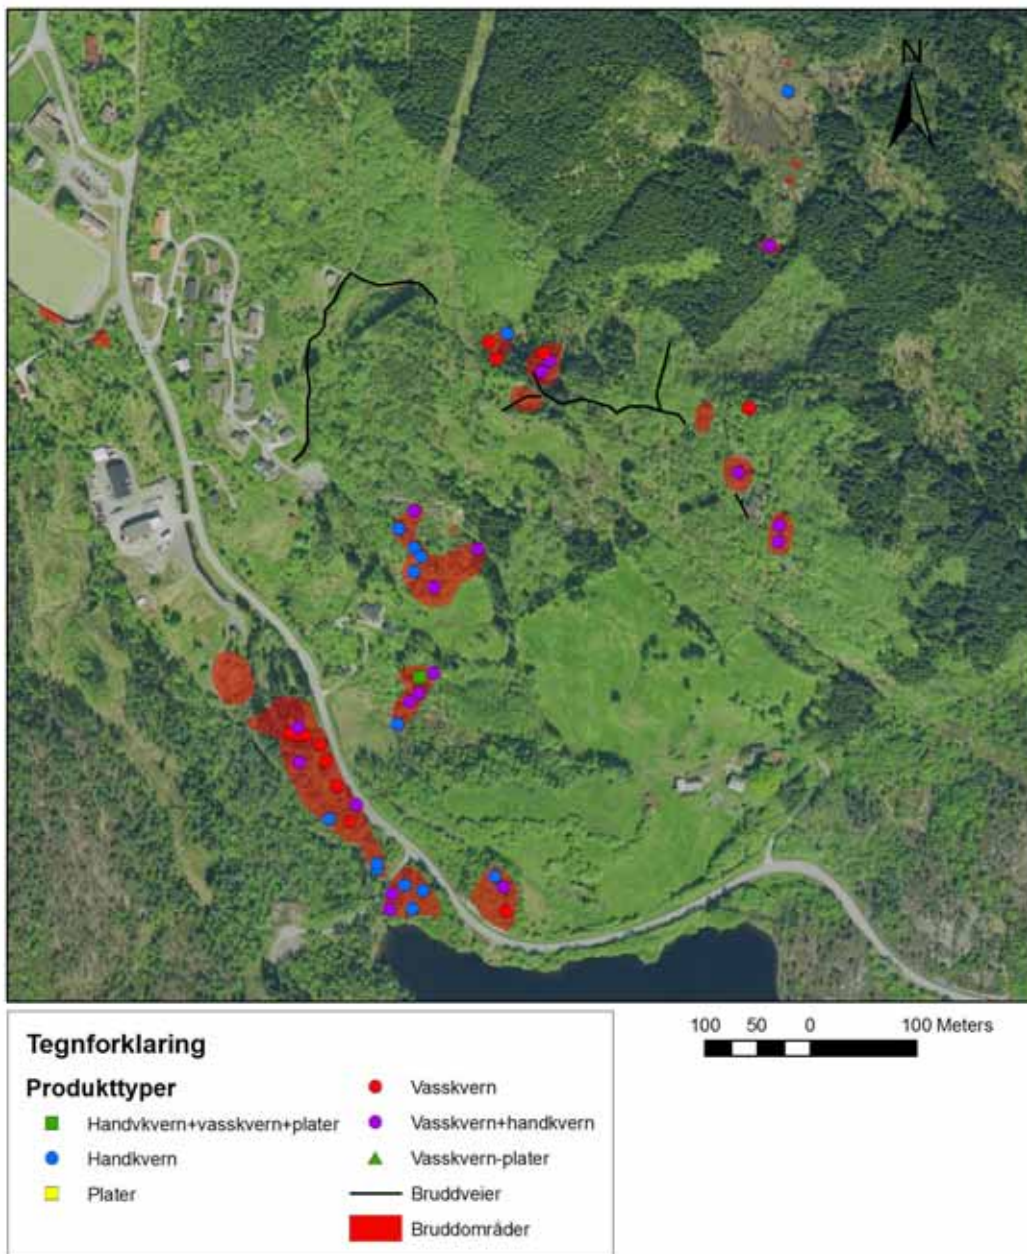 N
100 50 0 100 Meters
Tegnforklaring
Produkttyper
Handvkvern+vasskvern+plater
Handkvern
Plater
Vasskvern
Vasskvern+handkvern
Vasskvern-plater
Bruddveier
Bruddområder